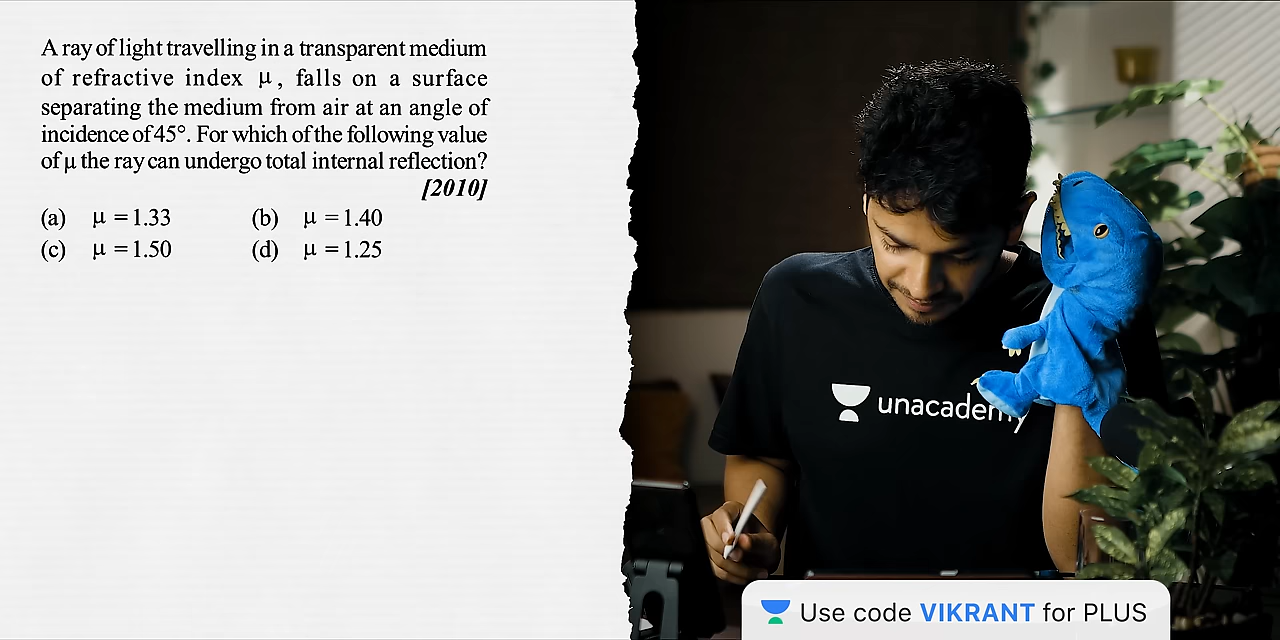 A ray of light travelling in a transparent medium
of refractive index μ, falls on a surface
separating the medium from air at an angle of
incidence of 45°. For which of the following value
of μ the ray can undergo total internal reflection?
[2010]
(a) μ = 1.33 (b) μ = 1.40
(c) μ = 1.50 (d) μ = 1.25
unacademy
Use code VIKRANT for PLUS